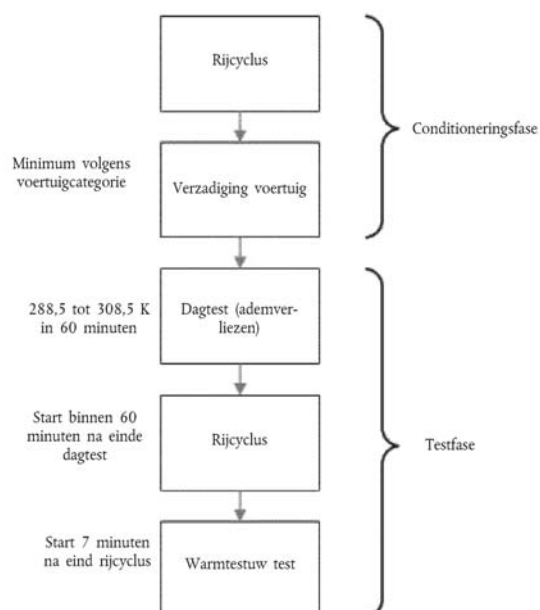 Rijcyclus
Conditioneringsfase
Minimum volgens
voertuigcategorie
Verzadiging voertuig
288,5 tot 308,5 K
in 60 minuten
Dagtest (ademver-
liezen)
Start binnen 60
minuten na einde
dagtest
Rijcyclus
Testfase
Start 7 minuten
na eind rijcyclus
Warmtestuw test